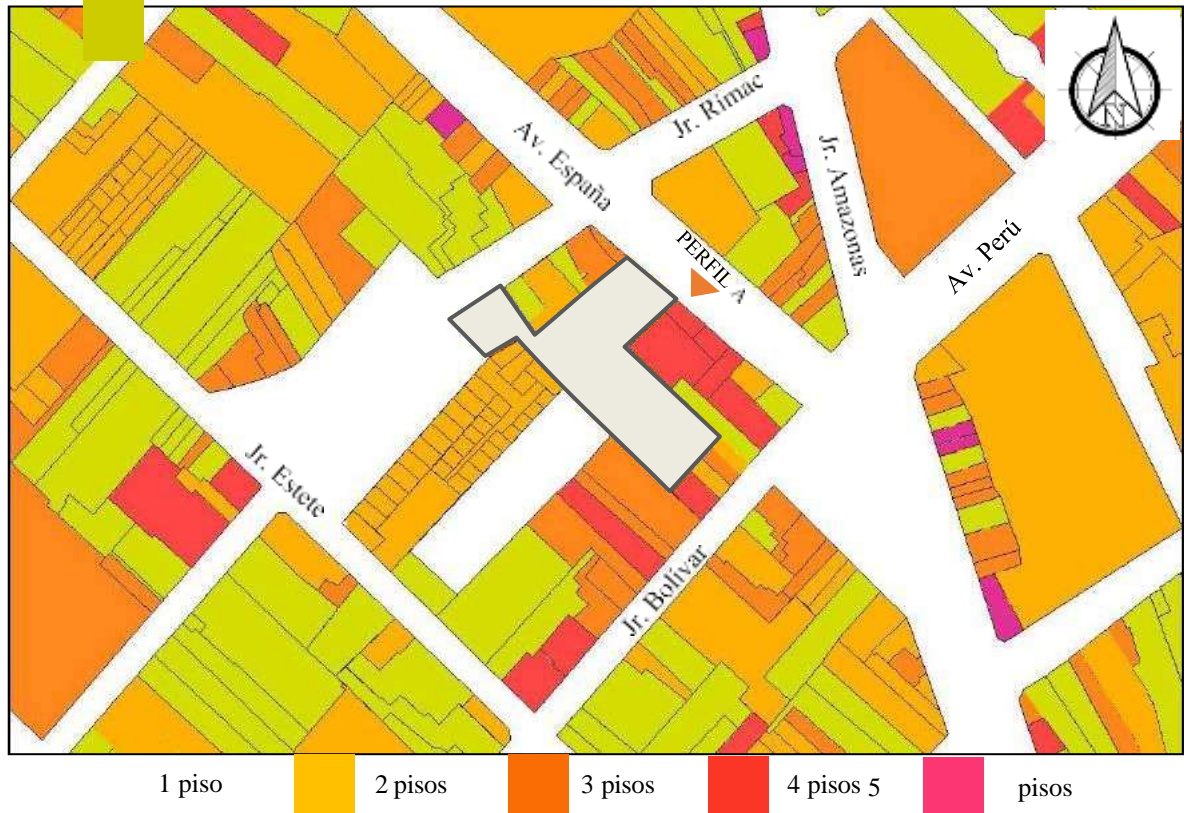 Jr. Rimac
Av. España
Jr. Amazonas
PERFIL A
Av. Perú
Jr. Estete
Jr. Bolívar
N
1 piso 2 pisos 3 pisos 4 pisos 5 pisos